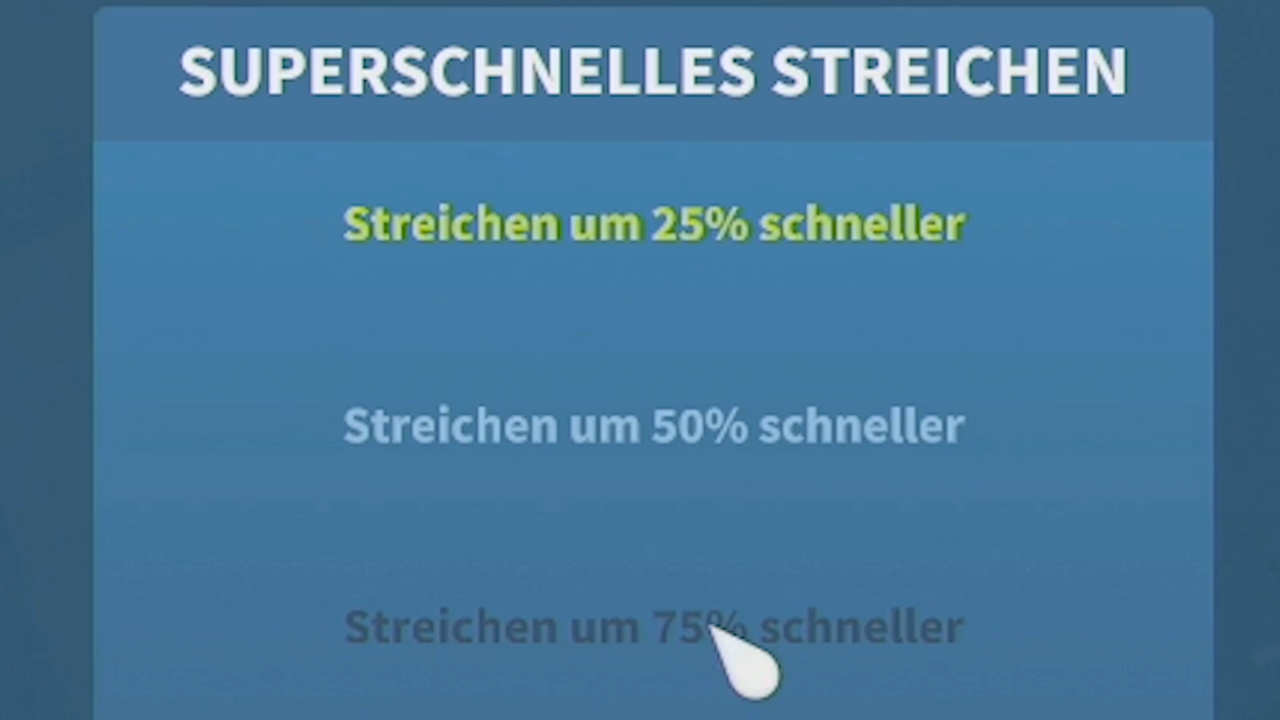 SUPERSCHNELLES STREICHEN
Streichen um 25% schneller
Streichen um 50% schneller
Streichen um 75% schneller